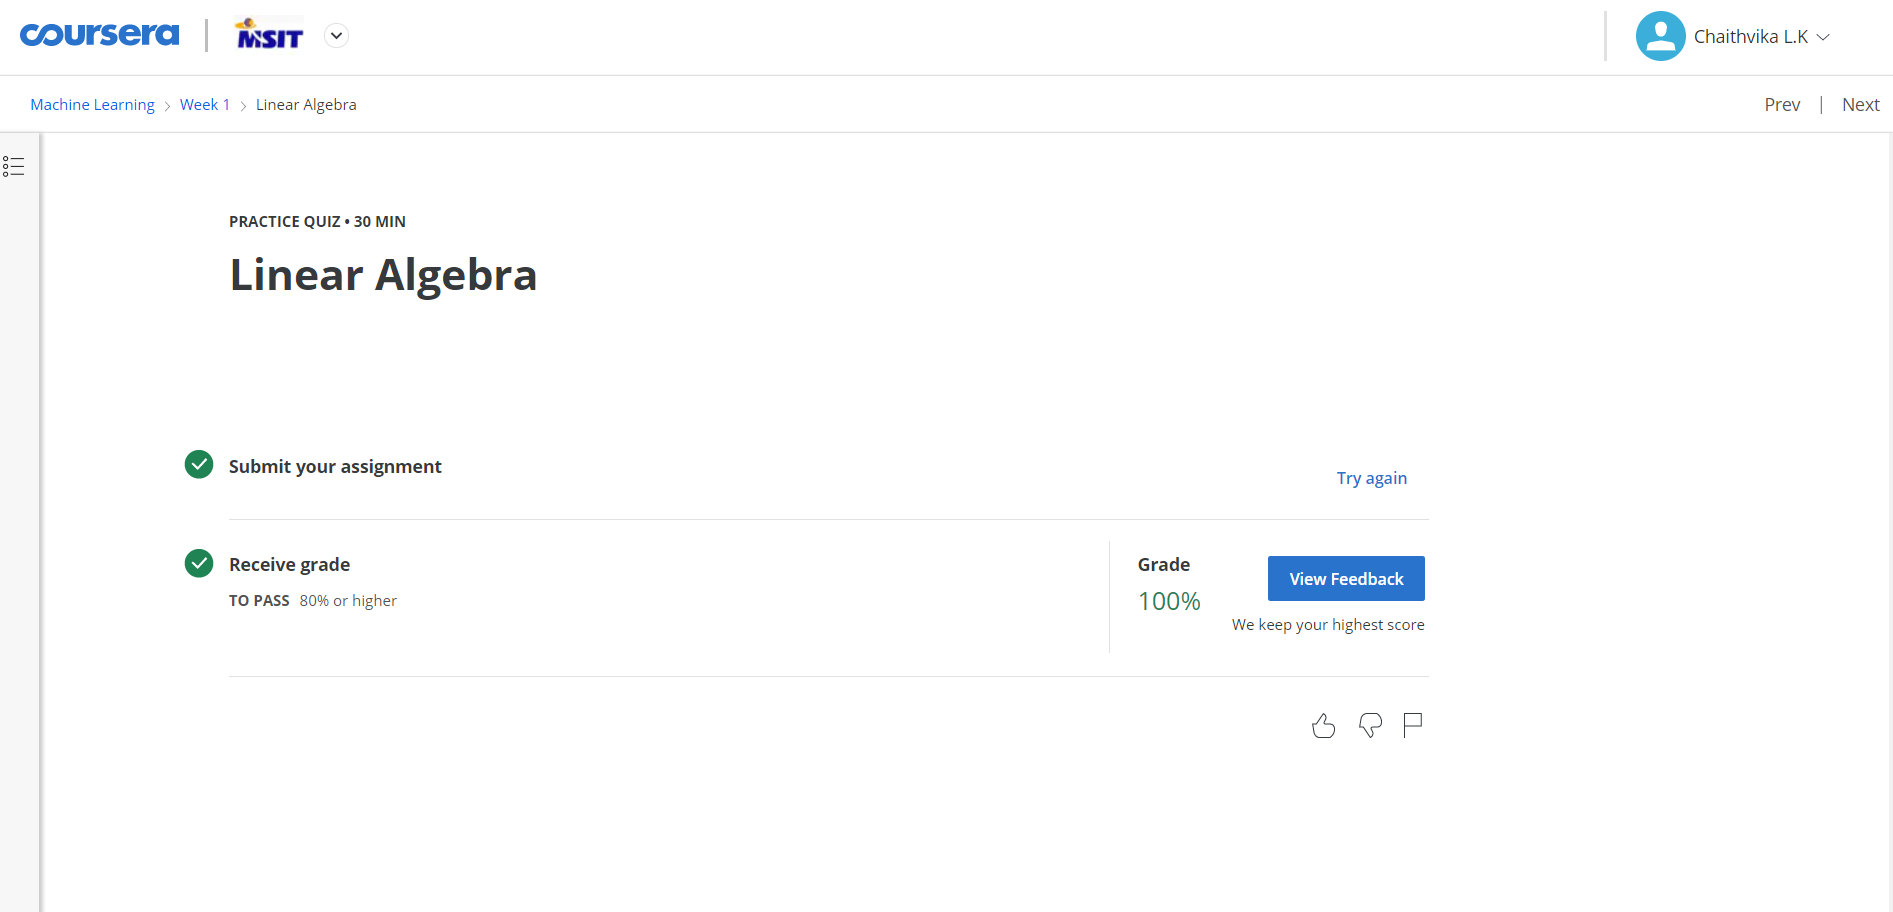 coursera
MSIT
Chaithvika L.K
Machine Learning > Week 1 > Linear Algebra
Prev | Next
PRACTICE QUIZ • 30 MIN
Linear Algebra
Submit your assignment
Try again
Receive grade
TO PASS 80% or higher
Grade
100%
View Feedback
We keep your highest score